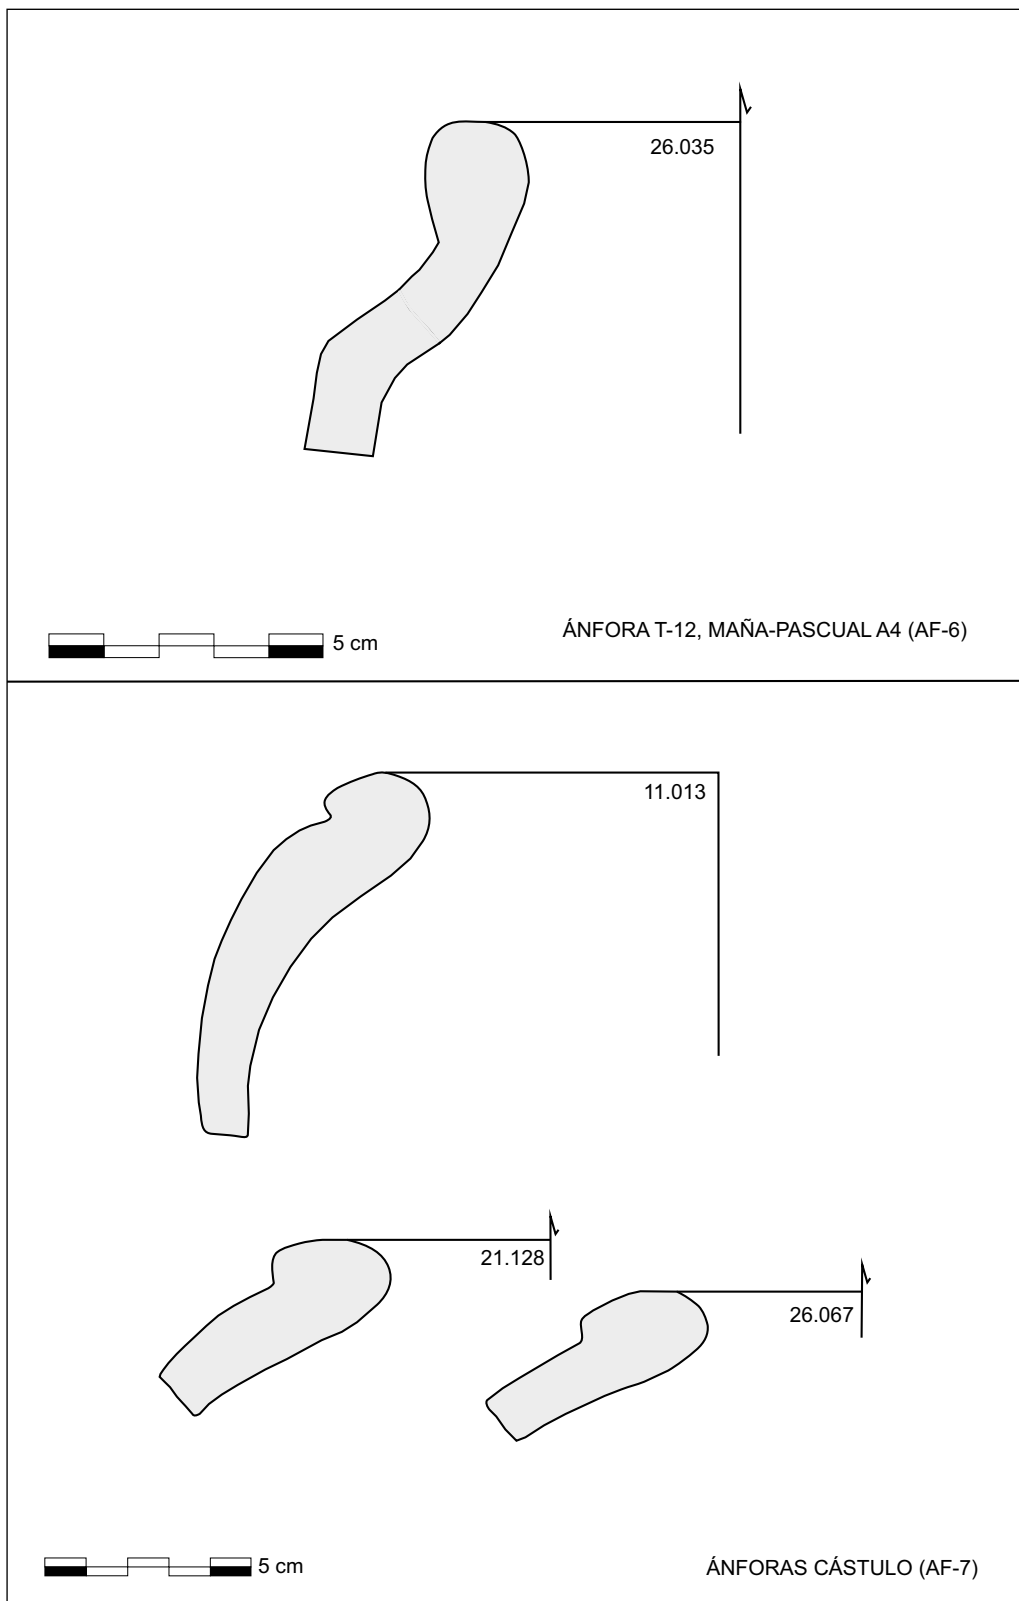 26.035
5 cm
ÁNFORA T-12, MAÑA-PASCUAL A4 (AF-6)
11.013
21.128
26.067
5 cm
ÁNFORAS CÁSTULO (AF-7)